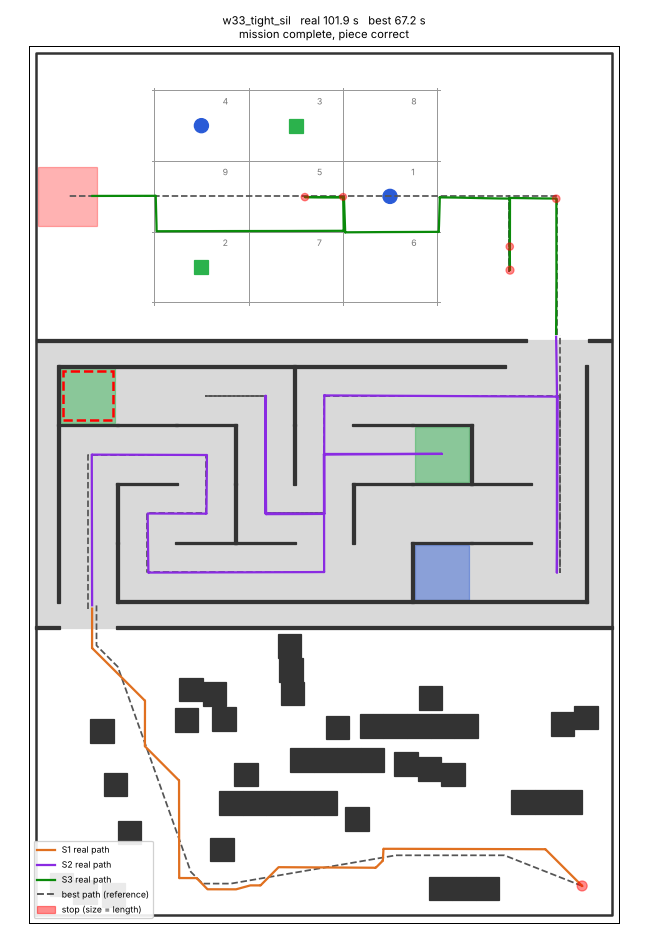 w33_tight_sil   real 101.9 s   best 67.2 s
mission complete, piece correct
4
3
8
9
5
1
2
7
6
S1 real path
S2 real path
S3 real path
best path (reference)
stop (size = length)